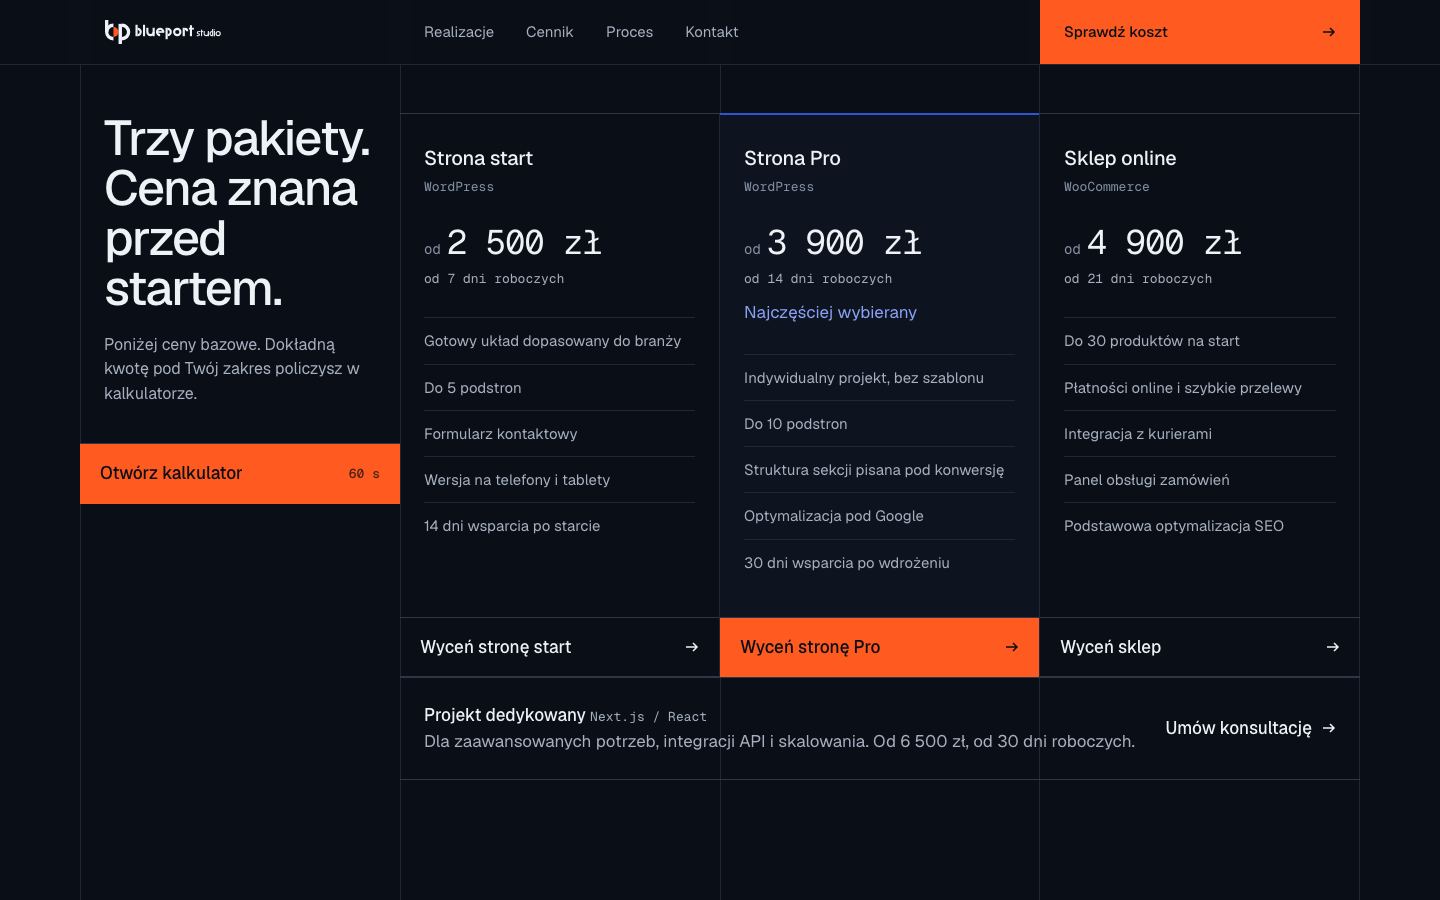 blueport studio
Realizacje
Cennik
Proces
Kontakt
Sprawdź koszt →
Trzy pakiety.
Cena znana
przed
startem.
Poniżej ceny bazowe. Dokładną
kwotę pod Twój zakres policzysz w
kalkulatorze.
Otwórz kalkulator 60 s
Strona start
WordPress
od 2 500 zł
od 7 dni roboczych
Gotowy układ dopasowany do branży
Do 5 podstron
Formularz kontaktowy
Wersja na telefony i tablety
14 dni wsparcia po starcie
Wyceń stronę start →
Strona Pro
WordPress
od 3 900 zł
od 14 dni roboczych
Najczęściej wybierany
Indywidualny projekt, bez szablonu
Do 10 podstron
Struktura sekcji pisana pod konwersję
Optymalizacja pod Google
30 dni wsparcia po wdrożeniu
Wyceń stronę Pro →
Sklep online
WooCommerce
od 4 900 zł
od 21 dni roboczych
Do 30 produktów na start
Płatności online i szybkie przelewy
Integracja z kurierami
Panel obsługi zamówień
Podstawowa optymalizacja SEO
Wyceń sklep →
Projekt dedykowany Next.js / React
Dla zaawansowanych potrzeb, integracji API i skalowania. Od 6 500 zł, od 30 dni roboczych.
Umów konsultację →